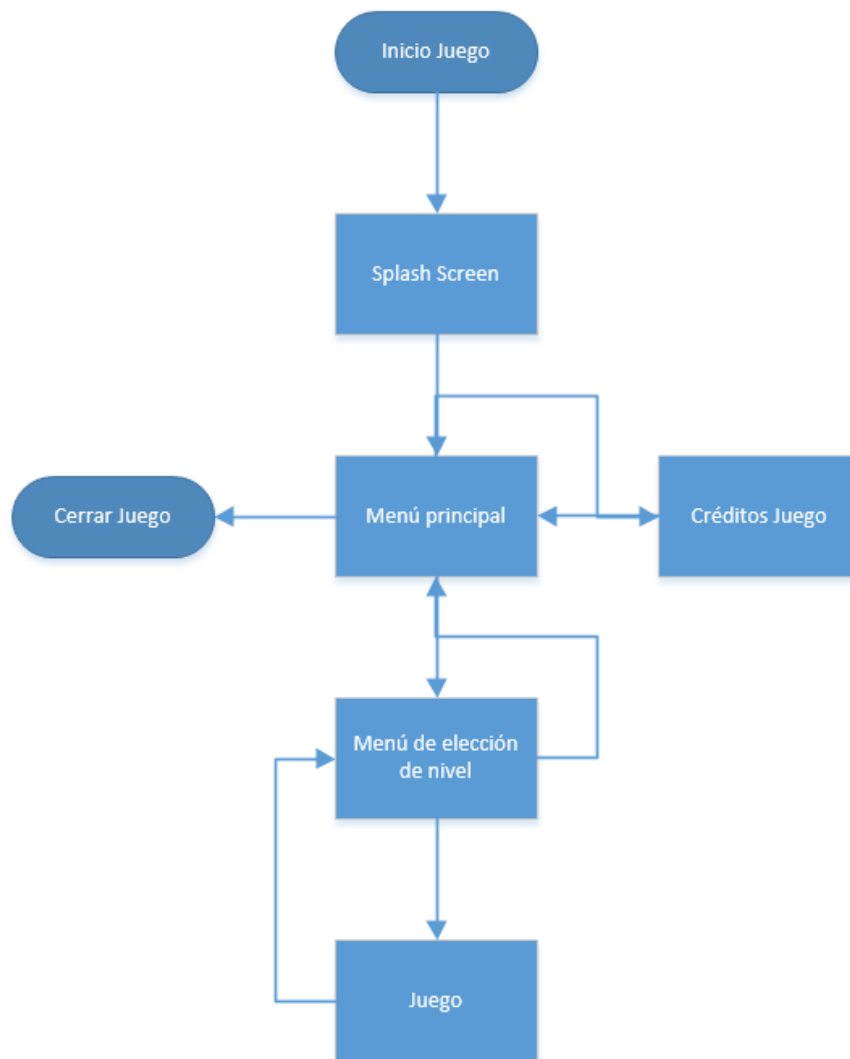 Inicio Juego
Splash Screen
Cerrar Juego
Menú principal
Créditos Juego
Menú de elección
de nivel
Juego